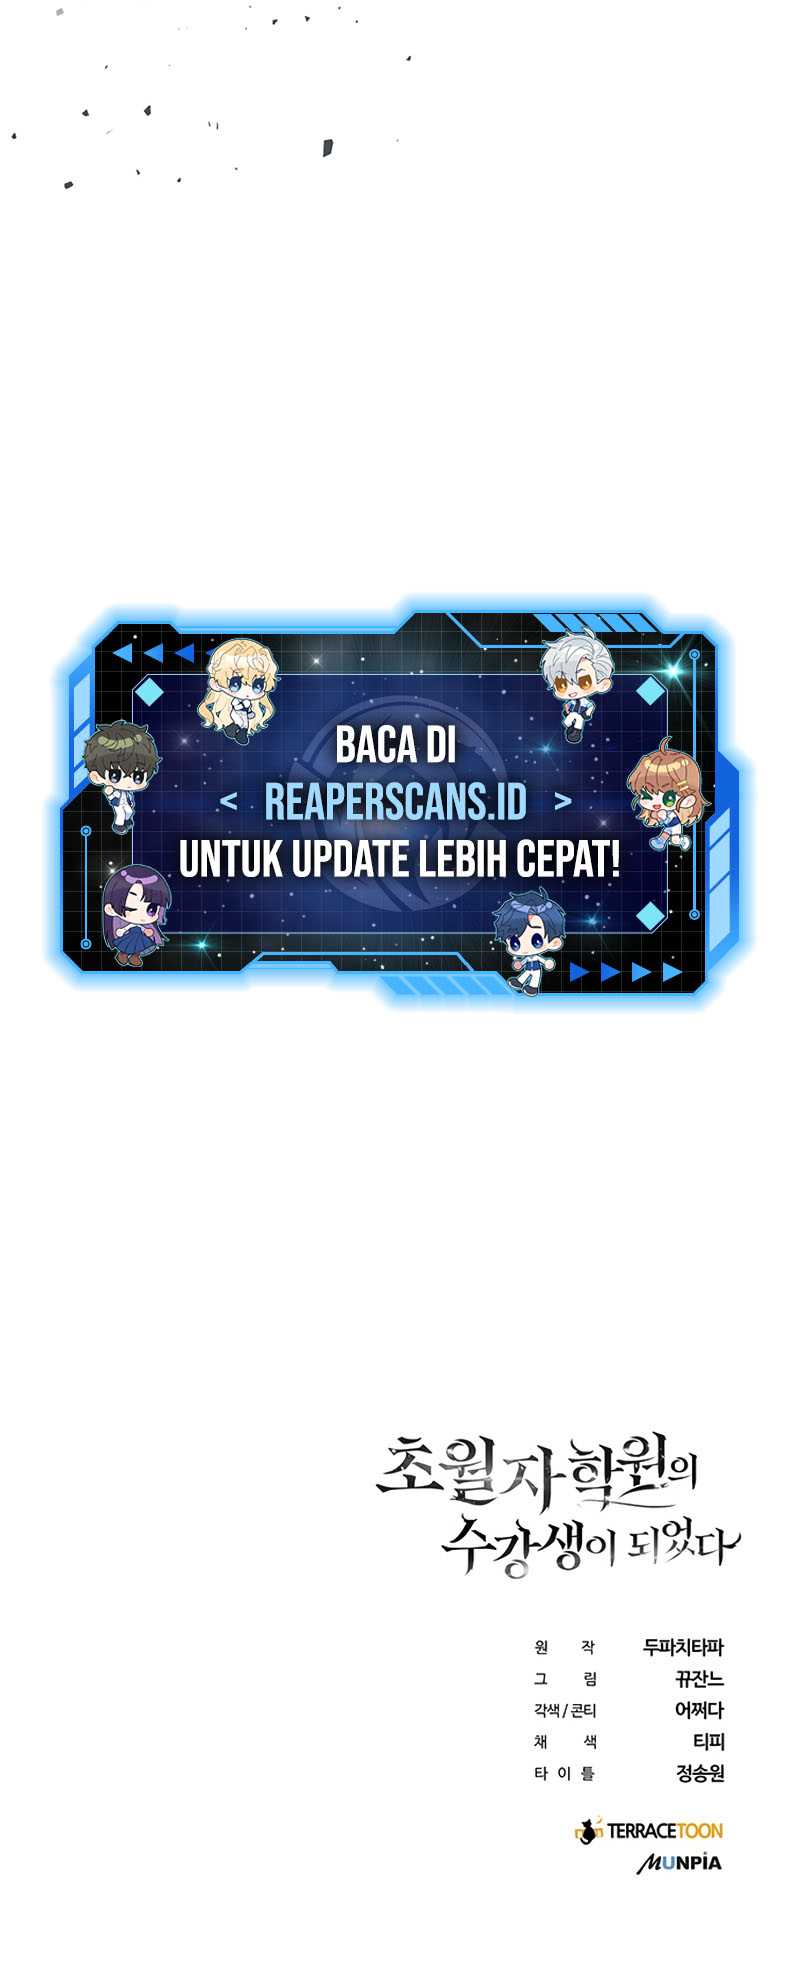 BACA DI
< REAPERSCANS.ID >
UNTUK UPDATE LEBIH CEPAT!
초월자 학원의
수강생이 되었다
원 작 두파치타파
그 림 뀨잔느
각색/콘티 어쩌다
채 색 티피
타 이 틀 정송원
TERRACETOON
MUNPIA